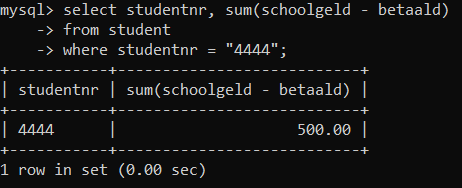 mysql> select studentnr, sum(schoolgeld - betaald)
    -> from student
    -> where studentnr = "4444";
+-----------+---------------------------+
| studentnr | sum(schoolgeld - betaald) |
+-----------+---------------------------+
| 4444      |                    500.00 |
+-----------+---------------------------+
1 row in set (0.00 sec)